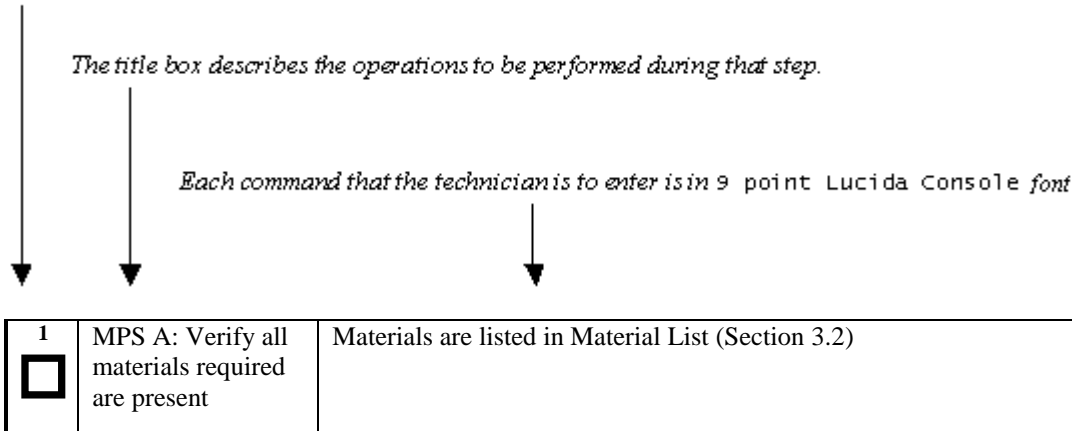 The title box describes the operations to be performed during that step.
Each command that the technician is to enter is in 9 point Lucida Console font
1
MPS A: Verify all
materials required
are present
Materials are listed in Material List (Section 3.2)